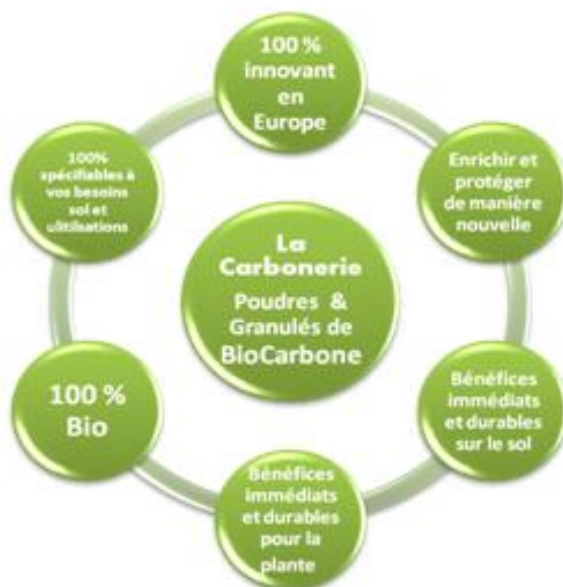 100 %
innovant
en
Europe
Enrichir et
protéger
de manière
nouvelle
Bénéfices
immédiats
et durables
sur le sol
Bénéfices
immédiats
et durables
pour la
plante
100 %
Bio
100%
spécifiables à
vos besoins
sol et
ulitilisations
La
Carbonerie
Poudres &
Granulés de
BioCarbone